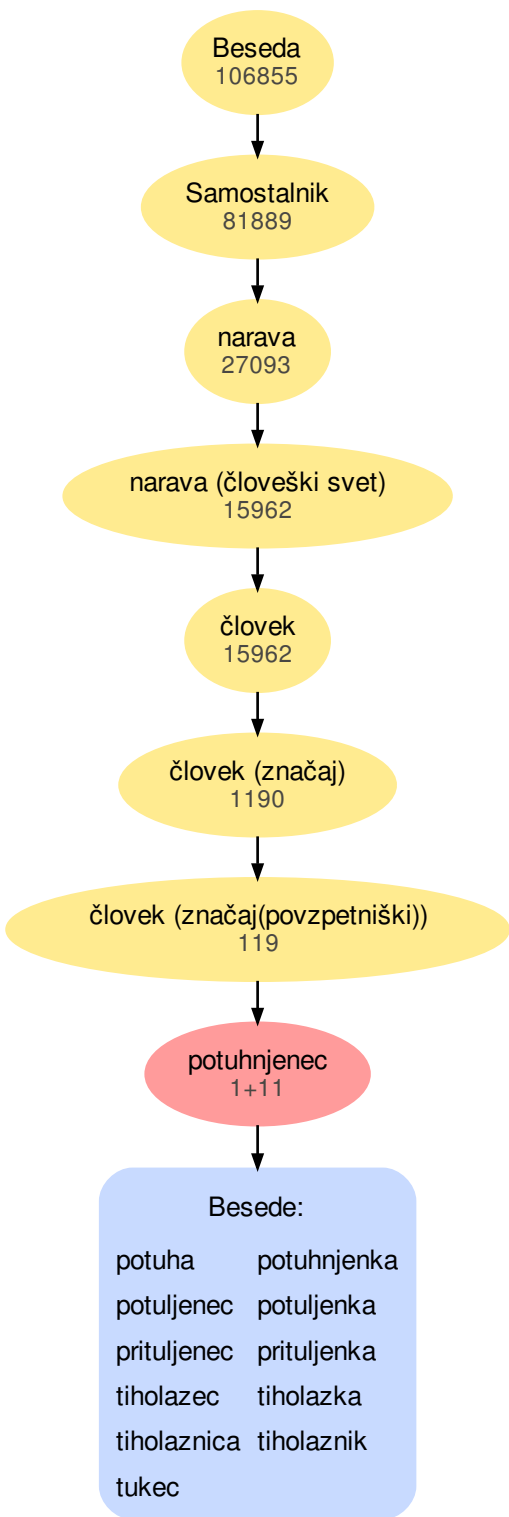 Beseda
106855
Samostalnik
81889
narava
27093
narava (človeški svet)
15962
človek
15962
človek (značaj)
1190
človek (značaj(povzpetniški))
119
potuhnjenec
1+11
Besede:
potuha potuhnjenka
potuljenec potuljenka
prituljenec prituljenka
tiholazec tiholazka
tiholaznica tiholaznik
tukec